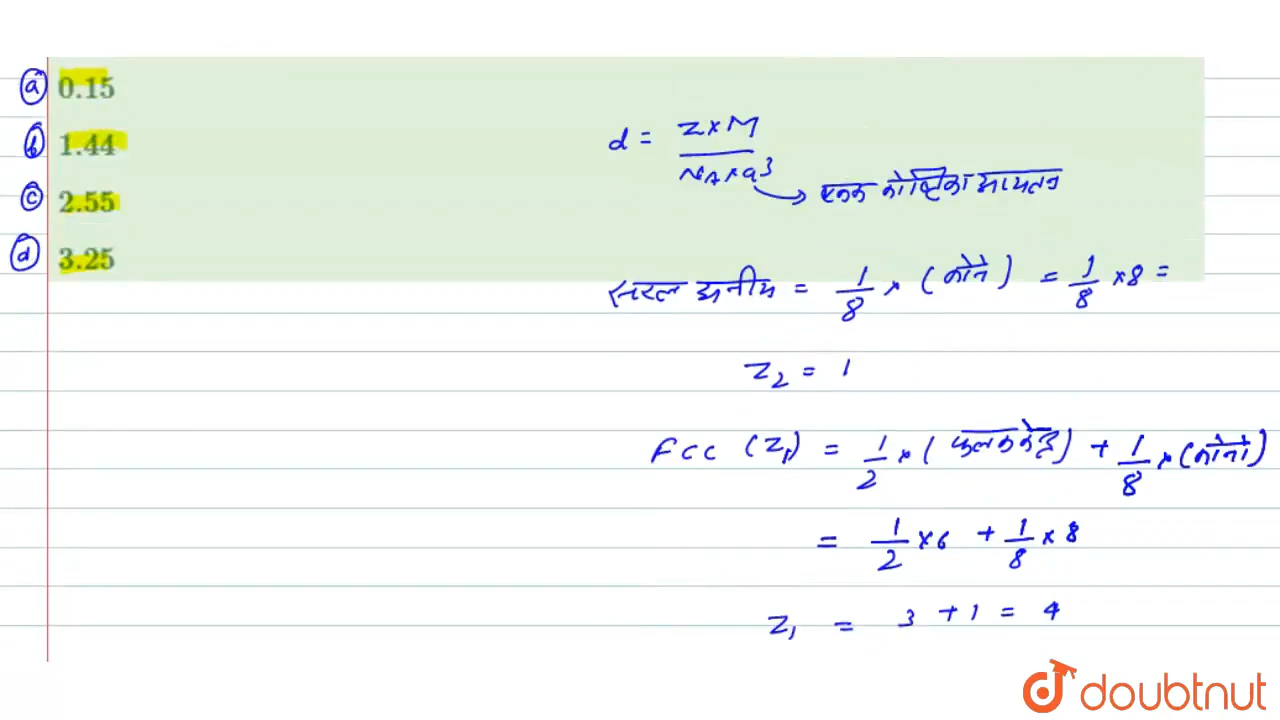 (a) 0.15
(b) 1.44
(c) 2.55
(d) 3.25
d = Z×M / NA×a³ → एकक कोष्ठिका आयतन
सरल घनीय = 1/8 × (कोने) = 1/8 × 8 =
Z₂ = 1
Fcc (Z₁) = 1/2 × (फलक केन्द्र) + 1/8 × (कोनो)
= 1/2 × 6 + 1/8 × 8
Z₁ = 3 + 1 = 4
doubtnut